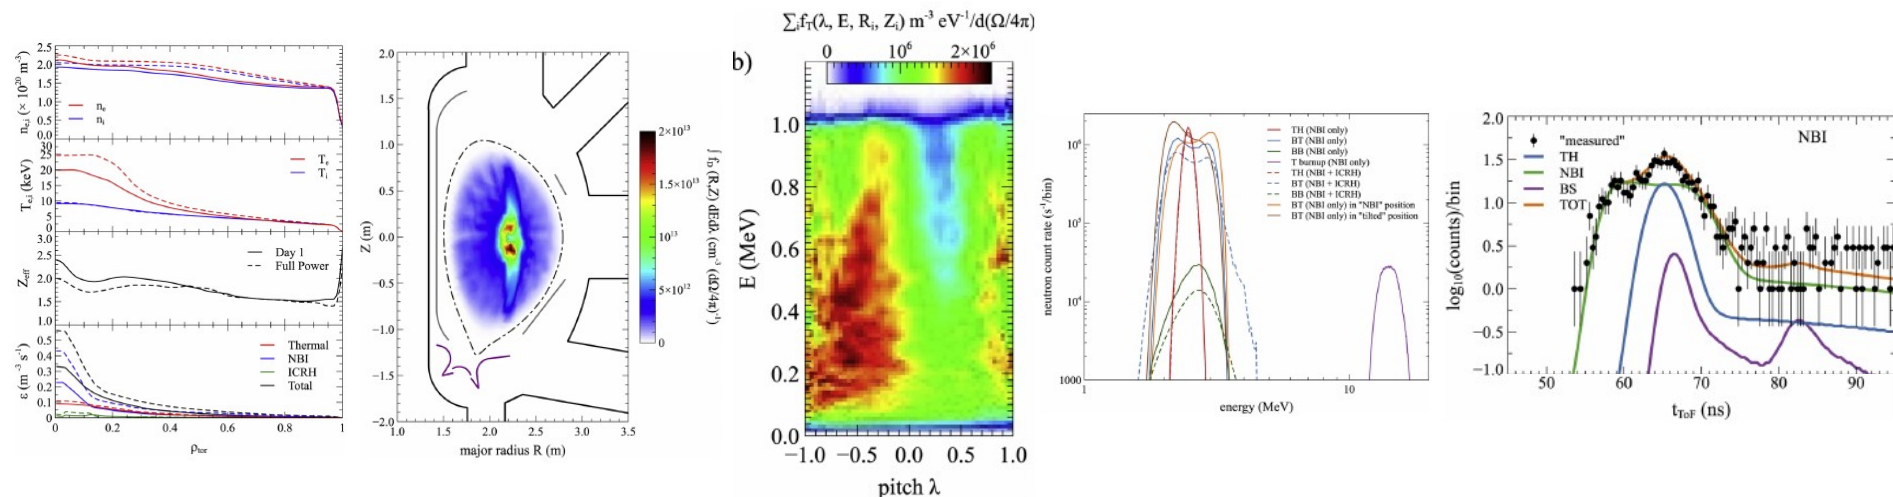 2.5
2.0
1.5
1.0
0.5
0.0
n_e,i (× 10^20 m^-3)
n_e
n_i
30
25
20
15
10
5
0
T_e,i (keV)
T_e
T_i
3.0
2.5
2.0
1.5
1.0
Z_eff
Day 1
Full Power
0.5
0.4
0.3
0.2
0.1
0
ε (m^-3 s^-1)
Thermal
NBI
ICRH
Total
0 0.2 0.4 0.6 0.8 1
ρ_tor
2.0
1.5
1.0
0.5
0.0
−0.5
−1.0
−1.5
−2.0
Z (m)
1.0 1.5 2.0 2.5 3.0 3.5
major radius R (m)
2×10^13
1.5×10^13
10^13
5×10^12
0
∫ f_D (R,Z) dEdλ (cm^-3 (dΩ/4π)^-1)
b)
∑_i f_T(λ, E, R_i, Z_i) m^-3 eV^-1/d(Ω/4π)
0 10^6 2×10^6
1.0
0.8
0.6
0.4
0.2
0.0
E (MeV)
−1.0 −0.5 0.0 0.5 1.0
pitch λ
10^6
10^5
10^4
1000
neutron count rate (s^-1/bin)
TH (NBI only)
BT (NBI only)
BB (NBI only)
T burnup (NBI only)
TH (NBI + ICRH)
BT (NBI + ICRH)
BB (NBI + ICRH)
BT (NBI only) in "NBI" position
BT (NBI only) in "tilted" position
1 10
energy (MeV)
2.0
1.5
1.0
0.5
0.0
−0.5
−1.0
log_10(counts)/bin
"measured"
TH
NBI
BS
TOT
NBI
50 60 70 80 90
t_ToF (ns)